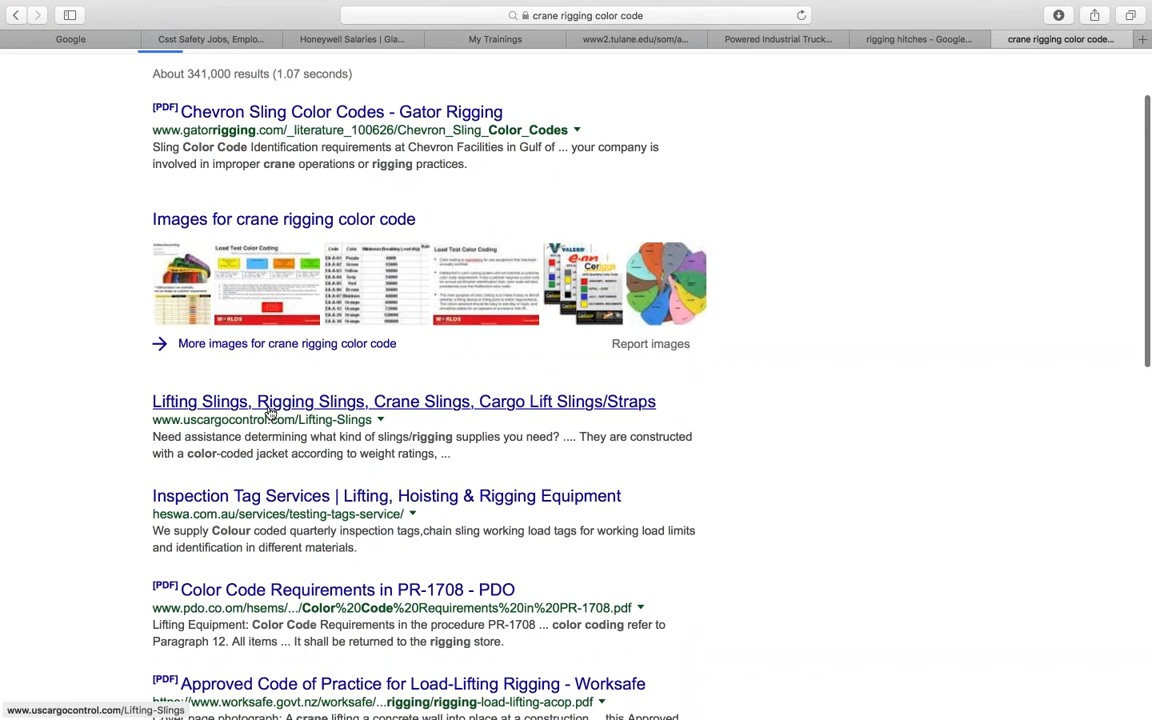 crane rigging color code
Google
Csst Safety Jobs, Emplo...
Honeywell Salaries | Gla...
My Trainings
www2.tulane.edu/som/a...
Powered Industrial Truck...
rigging hitches - Google...
crane rigging color code...
About 341,000 results (1.07 seconds)
[PDF] Chevron Sling Color Codes - Gator Rigging
www.gatorrigging.com/_literature_100626/Chevron_Sling_Color_Codes
Sling Color Code Identification requirements at Chevron Facilities in Gulf of ... your company is
involved in improper crane operations or rigging practices.
Images for crane rigging color code
Load Test Color Coding
Load Test Color Coding
VALERO
More images for crane rigging color code
Report images
Lifting Slings, Rigging Slings, Crane Slings, Cargo Lift Slings/Straps
www.uscargocontrol.com/Lifting-Slings
Need assistance determining what kind of slings/rigging supplies you need? .... They are constructed
with a color-coded jacket according to weight ratings, ...
Inspection Tag Services | Lifting, Hoisting & Rigging Equipment
heswa.com.au/services/testing-tags-service/
We supply Colour coded quarterly inspection tags,chain sling working load tags for working load limits
and identification in different materials.
[PDF] Color Code Requirements in PR-1708 - PDO
www.pdo.co.om/hsems/.../Color%20Code%20Requirements%20in%20PR-1708.pdf
Lifting Equipment: Color Code Requirements in the procedure PR-1708 ... color coding refer to
Paragraph 12. All items ... It shall be returned to the rigging store.
[PDF] Approved Code of Practice for Load-Lifting Rigging - Worksafe
https://www.worksafe.govt.nz/worksafe/...rigging/rigging-load-lifting-acop.pdf
Cover page photograph: A crane lifting a concrete wall into place at a construction ... this Approved
www.uscargocontrol.com/Lifting-Slings